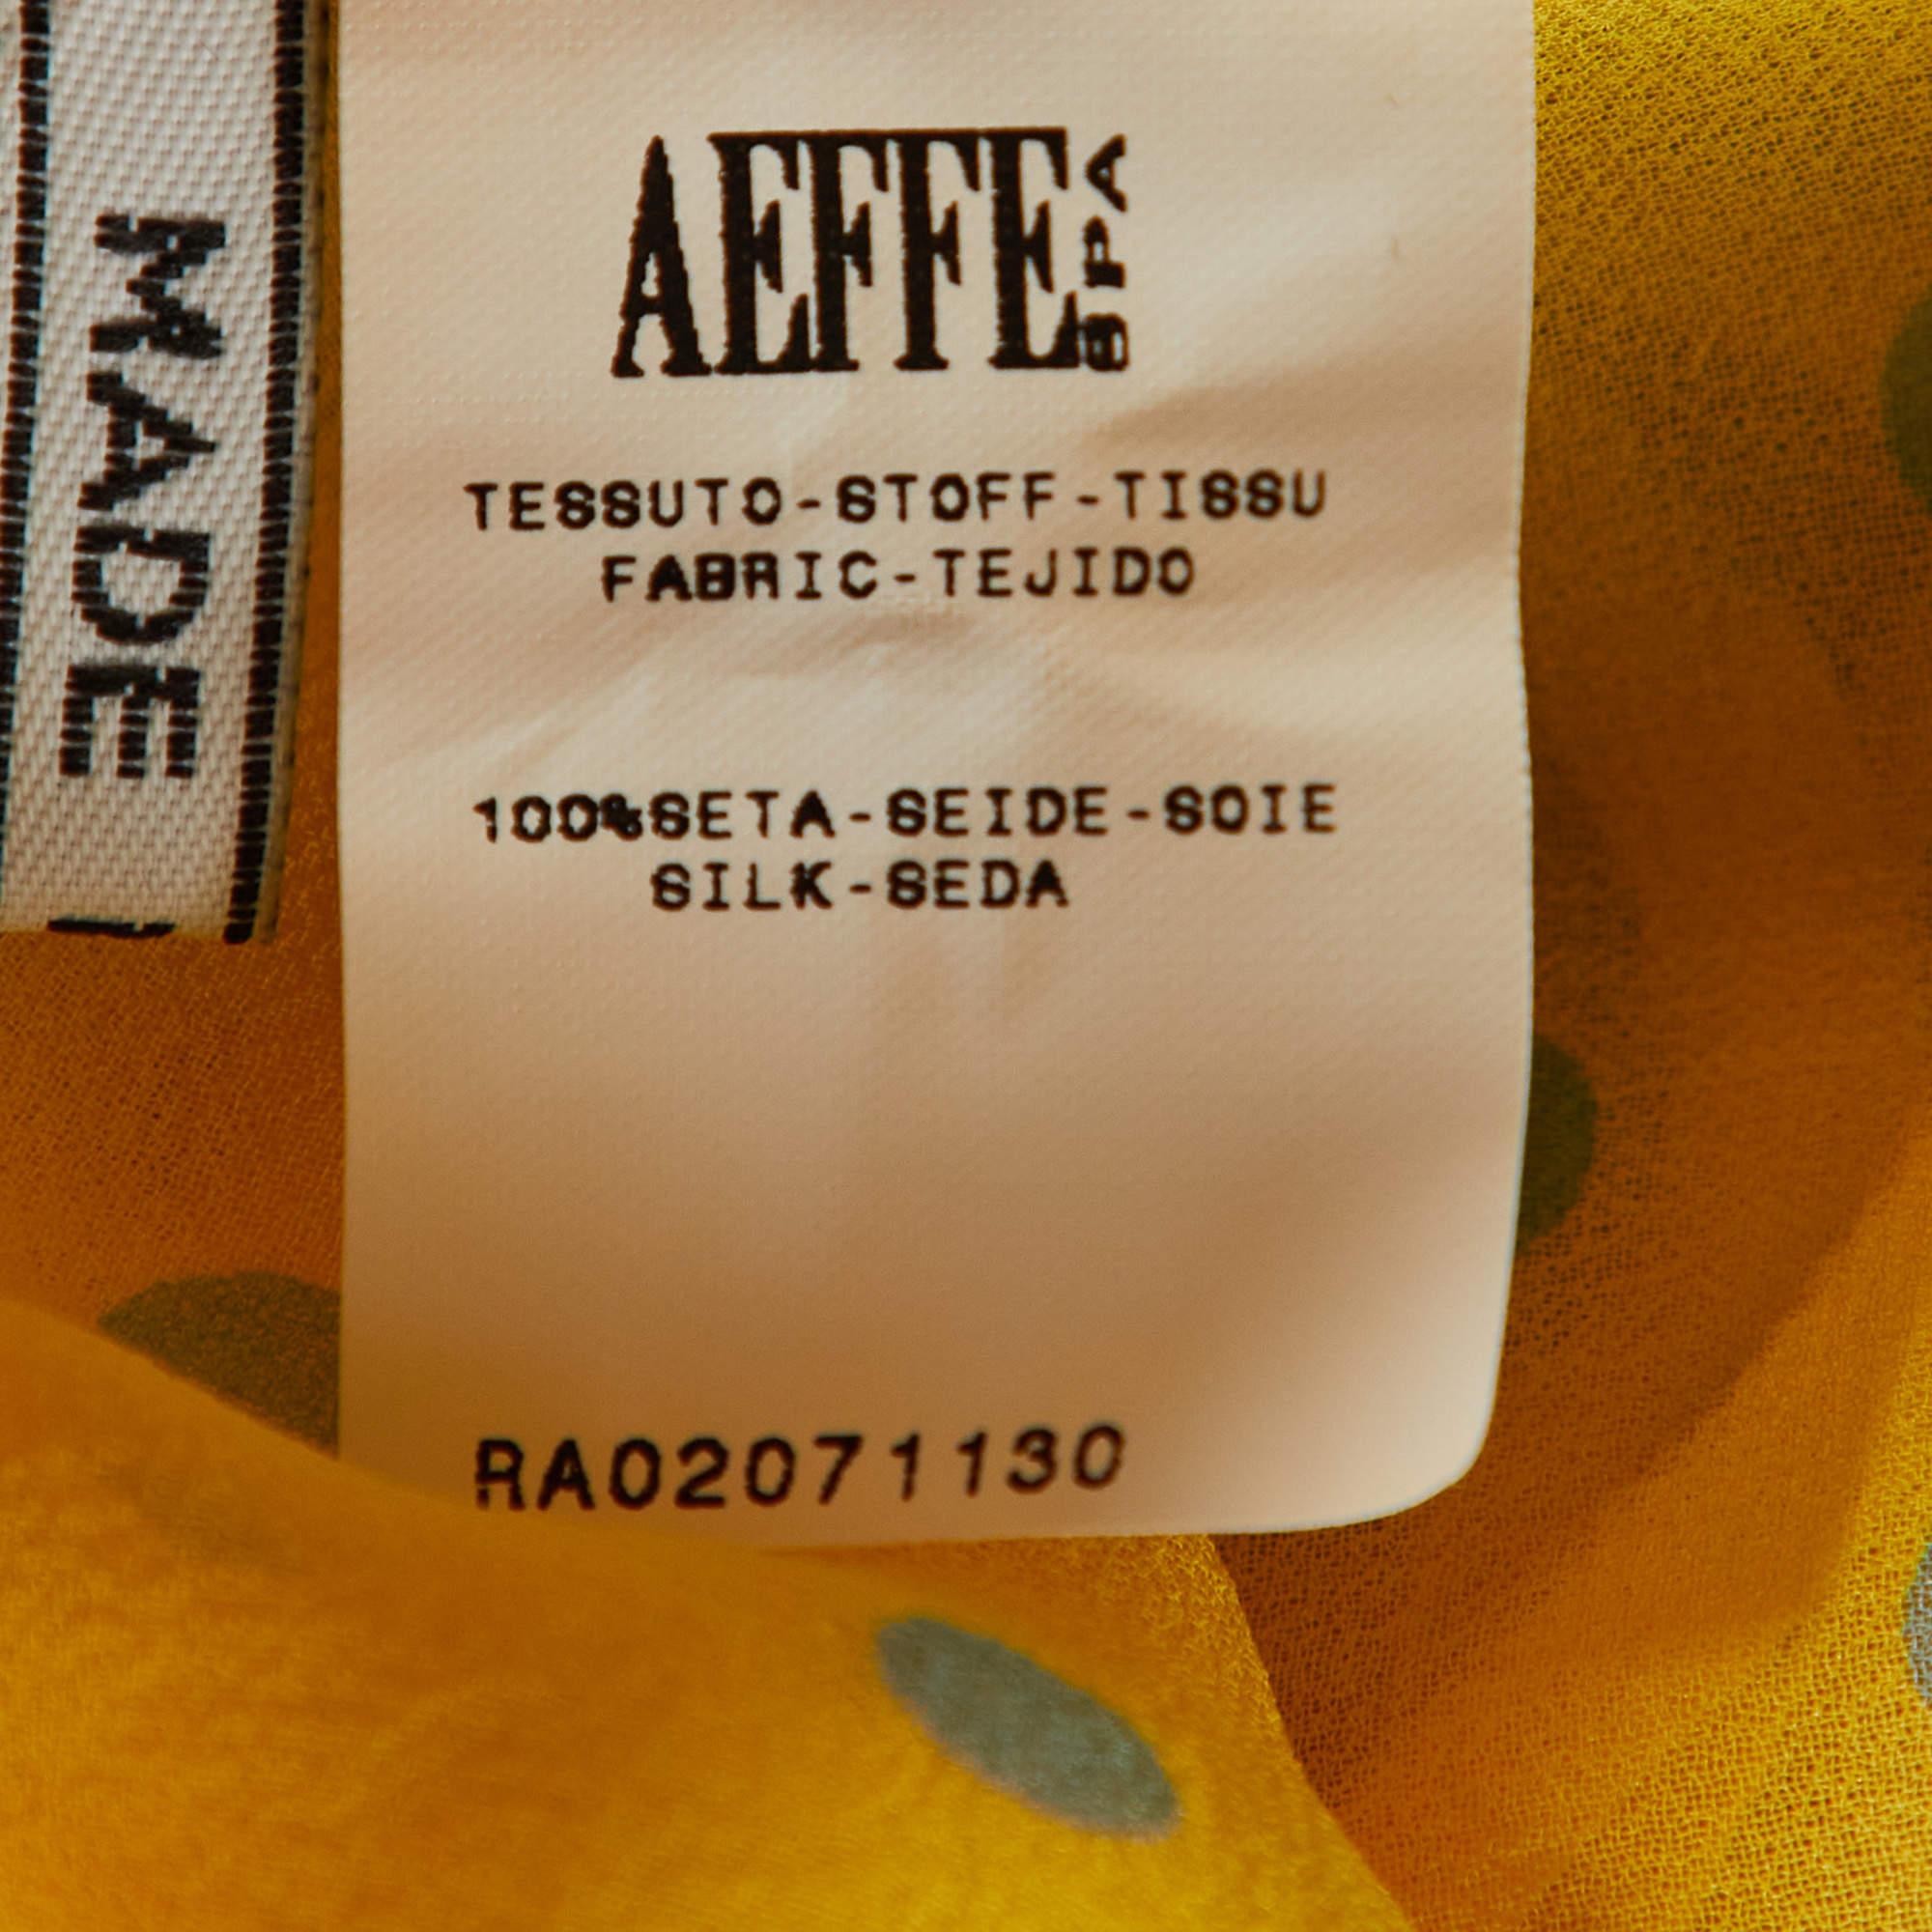 MADE
AEFFE SPA
TESSUTO-STOFF-TISSU
FABRIC-TEJIDO
100%SETA-SEIDE-SOIE
SILK-SEDA
RA02071130